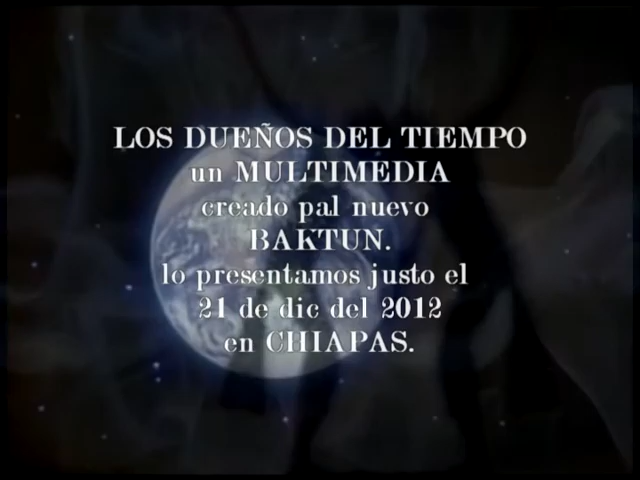 LOS DUEÑOS DEL TIEMPO
un MULTIMEDIA
creado pal nuevo
BAKTUN.
lo presentamos justo el
21 de dic del 2012
en CHIAPAS.